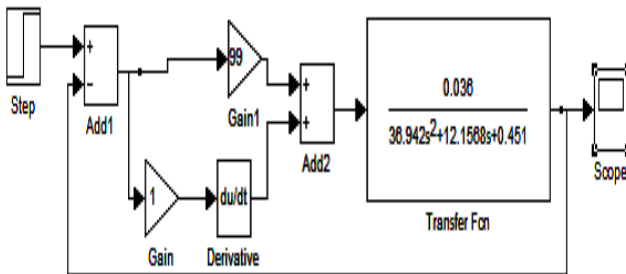 Step
+
−
Add1
99
Gain1
1
Gain
du/dt
Derivative
+
+
Add2
0.036
36.942s²+12.1568s+0.451
Transfer Fcn
Scope